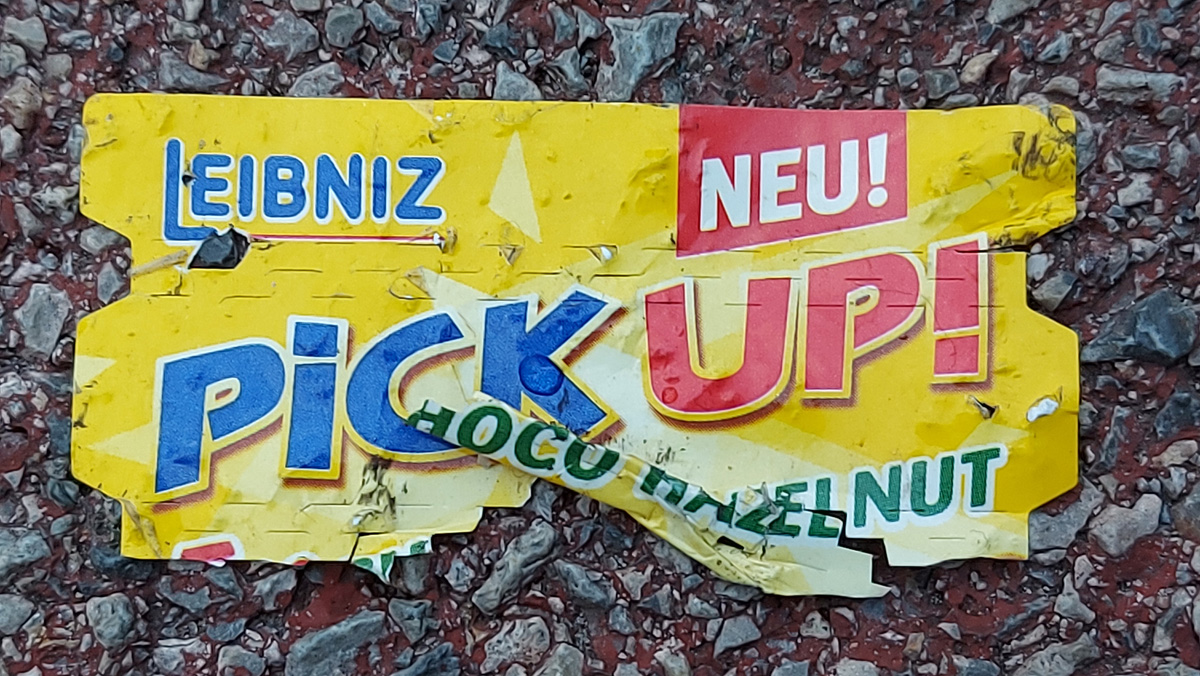 LEIBNIZ
NEU!
PiCK UP!
HOCO HAZELNUT